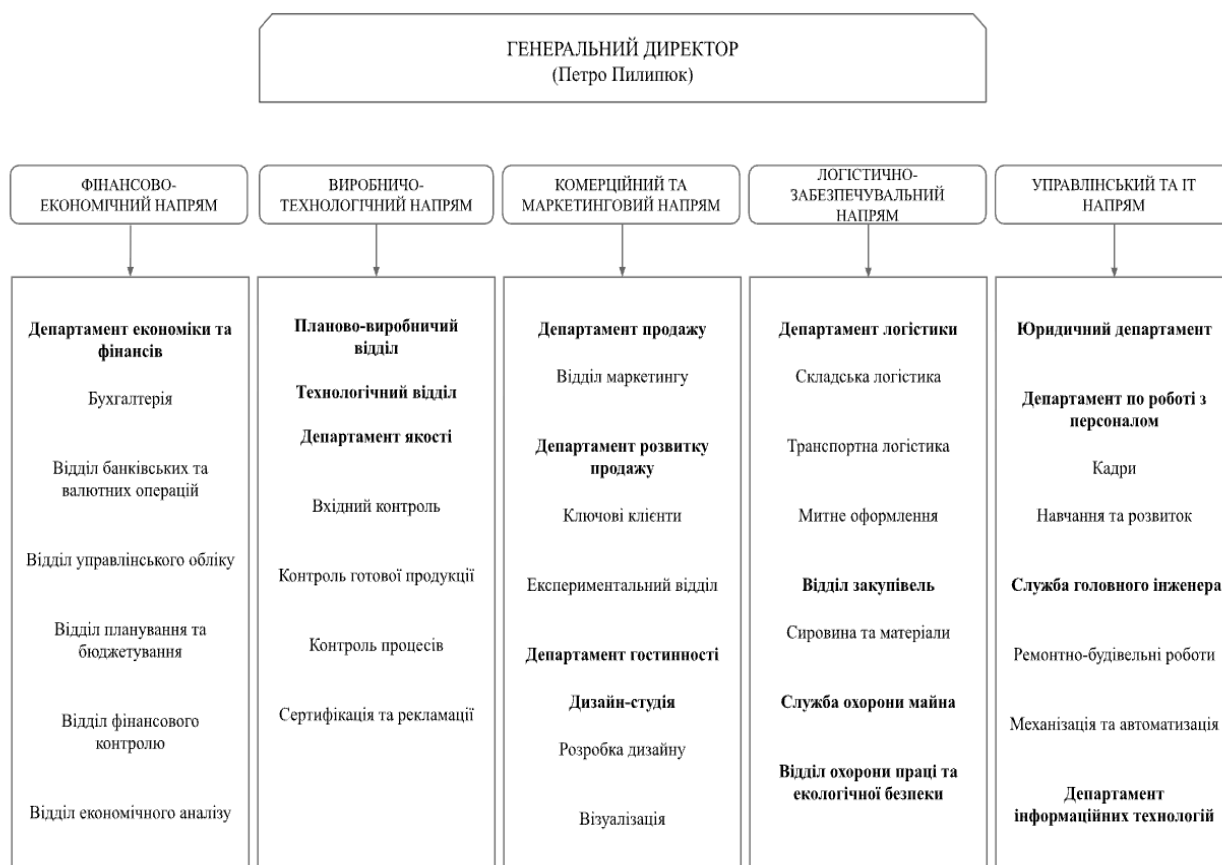 ГЕНЕРАЛЬНИЙ ДИРЕКТОР
(Петро Пилипюк)
ФІНАНСОВО-
ЕКОНОМІЧНИЙ НАПРЯМ
Департамент економіки та
фінансів
Бухгалтерія
Відділ банківських та
валютних операцій
Відділ управлінського обліку
Відділ планування та
бюджетування
Відділ фінансового
контролю
Відділ економічного аналізу
ВИРОБНИЧО-
ТЕХНОЛОГІЧНИЙ НАПРЯМ
Планово-виробничий
відділ
Технологічний відділ
Департамент якості
Вхідний контроль
Контроль готової продукції
Контроль процесів
Сертифікація та рекламації
КОМЕРЦІЙНИЙ ТА
МАРКЕТИНГОВИЙ НАПРЯМ
Департамент продажу
Відділ маркетингу
Департамент розвитку
продажу
Ключові клієнти
Експериментальний відділ
Департамент гостинності
Дизайн-студія
Розробка дизайну
Візуалізація
ЛОГІСТИЧНО-
ЗАБЕЗПЕЧУВАЛЬНИЙ
НАПРЯМ
Департамент логістики
Складська логістика
Транспортна логістика
Митне оформлення
Відділ закупівель
Сировина та матеріали
Служба охорони майна
Відділ охорони праці та
екологічної безпеки
УПРАВЛІНСЬКИЙ ТА ІТ
НАПРЯМ
Юридичний департамент
Департамент по роботі з
персоналом
Кадри
Навчання та розвиток
Служба головного інженера
Ремонтно-будівельні роботи
Механізація та автоматизація
Департамент
інформаційних технологій